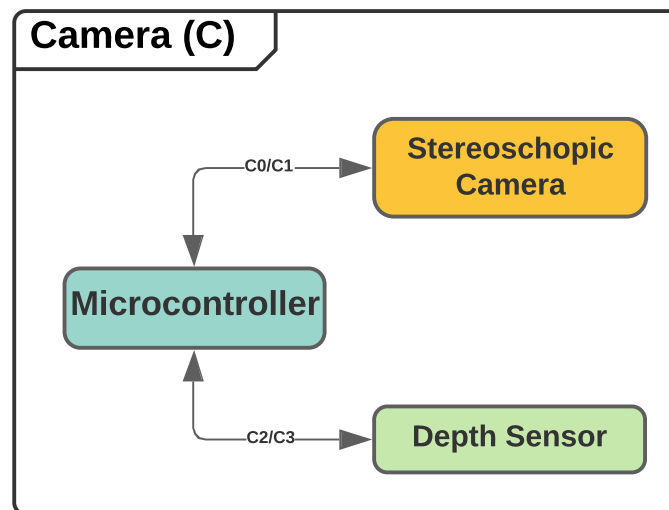 Camera (C)
C0/C1
Stereoschopic
Camera
Microcontroller
C2/C3
Depth Sensor